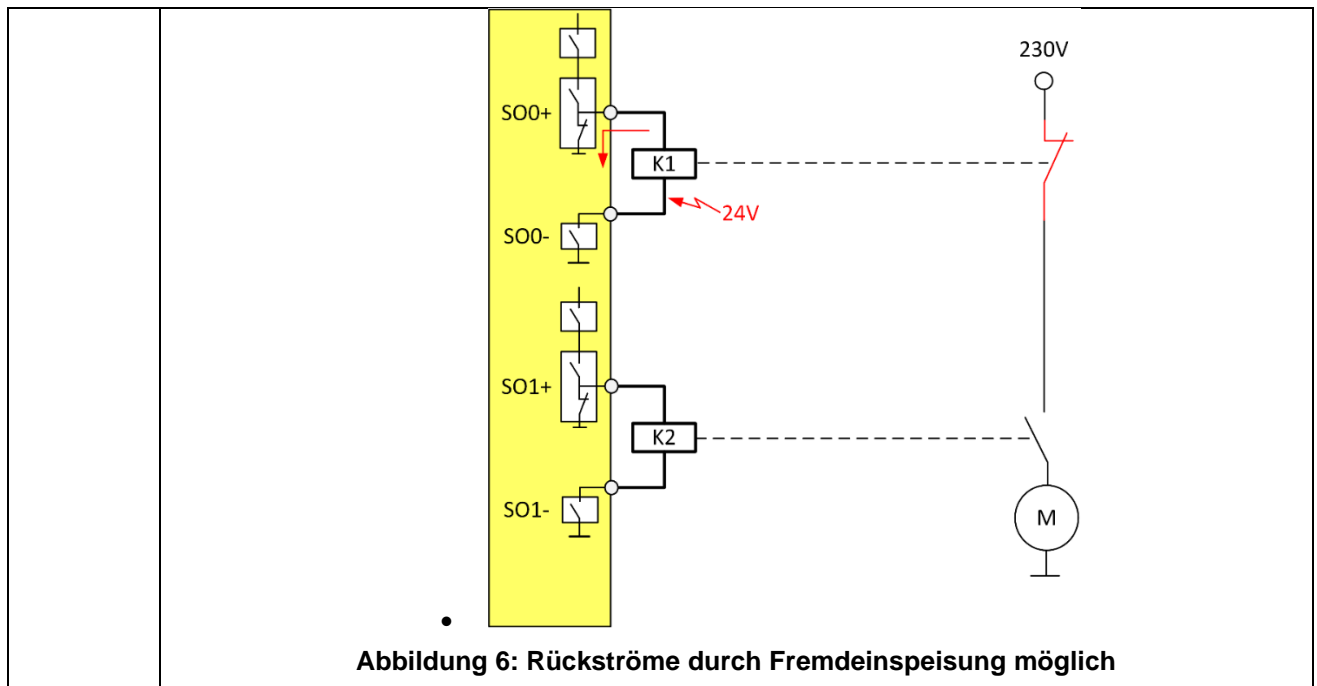 230V
SO0+
K1
24V
SO0-
SO1+
K2
SO1-
M
•
Abbildung 6: Rückströme durch Fremdeinspeisung möglich